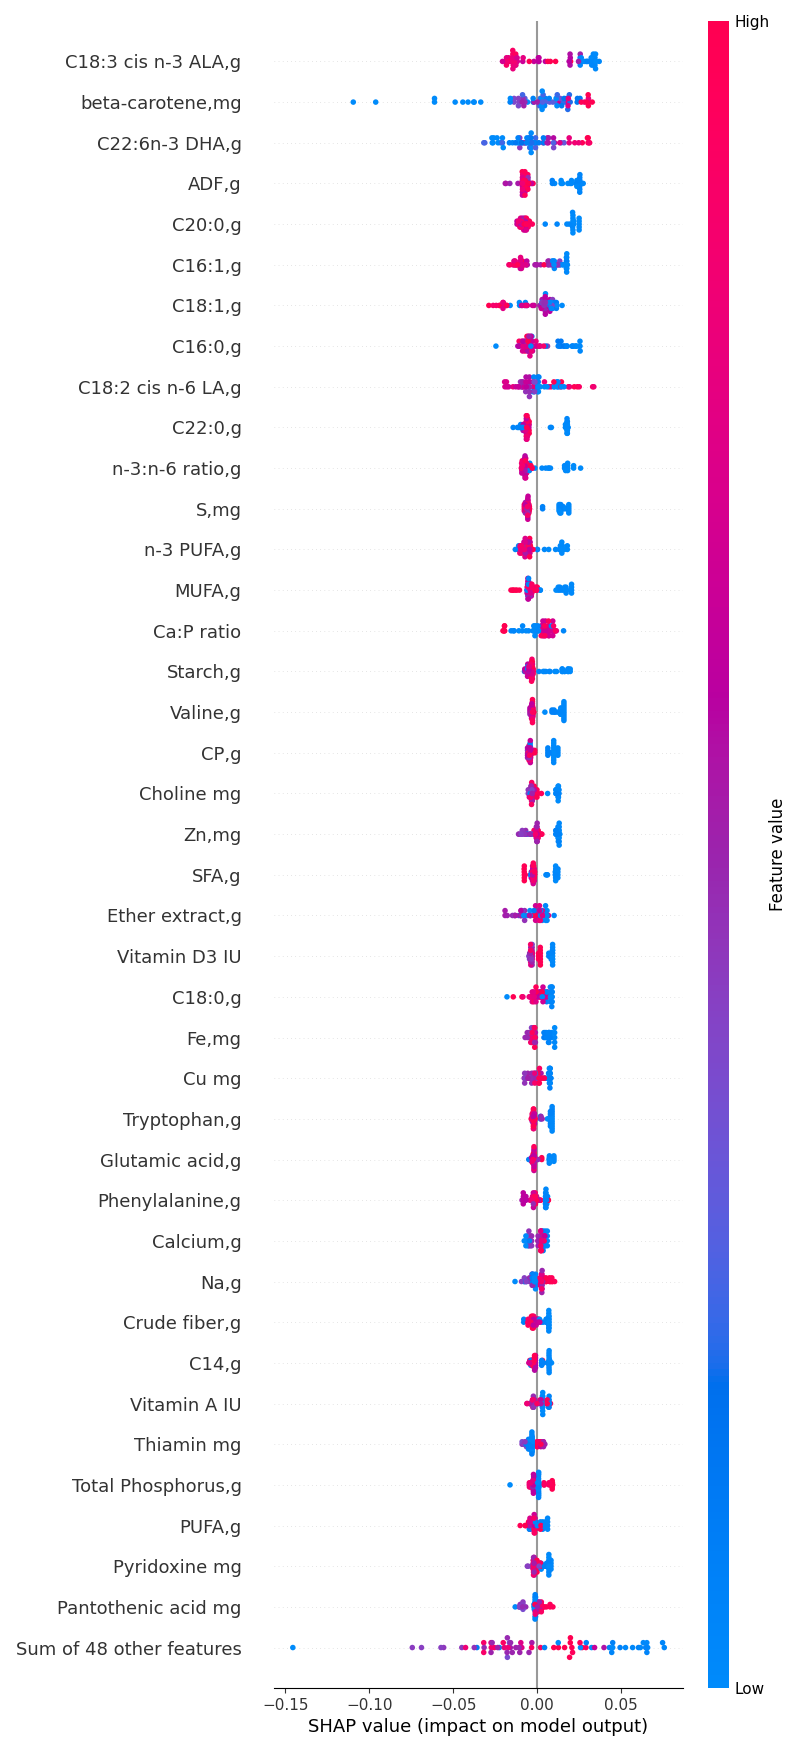 High
C18:3 cis n-3 ALA,g
beta-carotene,mg
C22:6n-3 DHA,g
ADF,g
C20:0,g
C16:1,g
C18:1,g
C16:0,g
C18:2 cis n-6 LA,g
C22:0,g
n-3:n-6 ratio,g
S,mg
n-3 PUFA,g
MUFA,g
Ca:P ratio
Starch,g
Valine,g
CP,g
Choline mg
Zn,mg
SFA,g
Ether extract,g
Vitamin D3 IU
C18:0,g
Fe,mg
Cu mg
Tryptophan,g
Glutamic acid,g
Phenylalanine,g
Calcium,g
Na,g
Crude fiber,g
C14,g
Vitamin A IU
Thiamin mg
Total Phosphorus,g
PUFA,g
Pyridoxine mg
Pantothenic acid mg
Sum of 48 other features
Feature value
Low
−0.15 −0.10 −0.05 0.00 0.05
SHAP value (impact on model output)